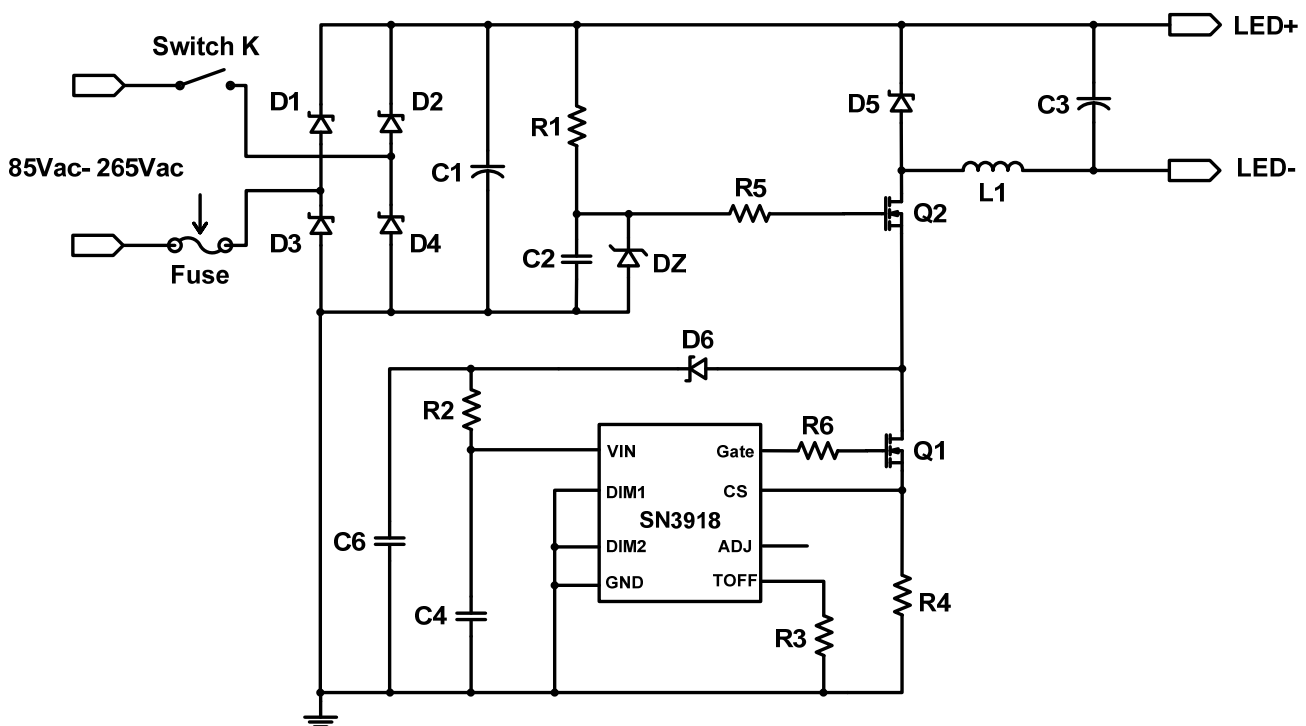 LED+
Switch K
D1
D2
D5
C3
R1
85Vac- 265Vac
C1
LED-
R5
L1
Q2
D3
D4
C2
DZ
Fuse
D6
R2
R6
VIN
Gate
Q1
DIM1
CS
SN3918
C6
DIM2
ADJ
GND
TOFF
R4
C4
R3